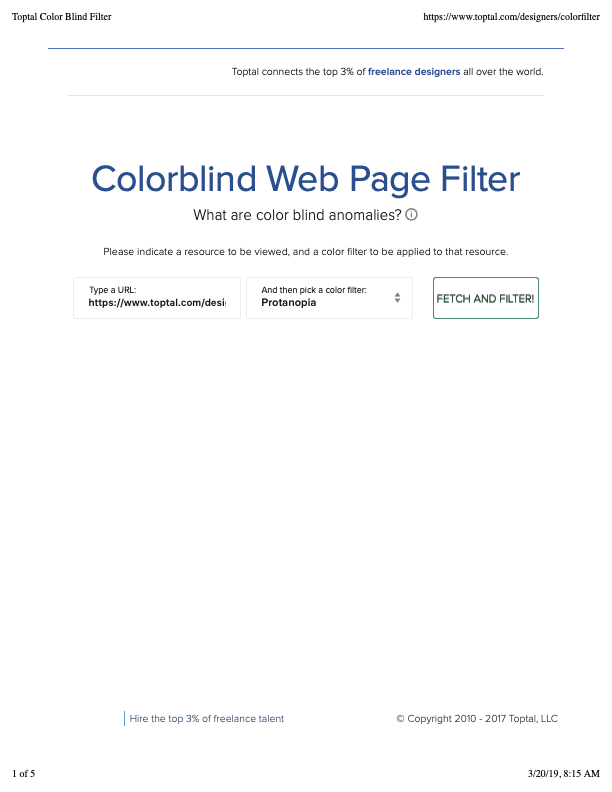 Toptal Color Blind Filter
https://www.toptal.com/designers/colorfilter
Toptal connects the top 3% of freelance designers all over the world.
Colorblind Web Page Filter
What are color blind anomalies?
Please indicate a resource to be viewed, and a color filter to be applied to that resource.
Type a URL:
https://www.toptal.com/desi
And then pick a color filter:
Protanopia
FETCH AND FILTER!
Hire the top 3% of freelance talent
© Copyright 2010 - 2017 Toptal, LLC
1 of 5
3/20/19, 8:15 AM